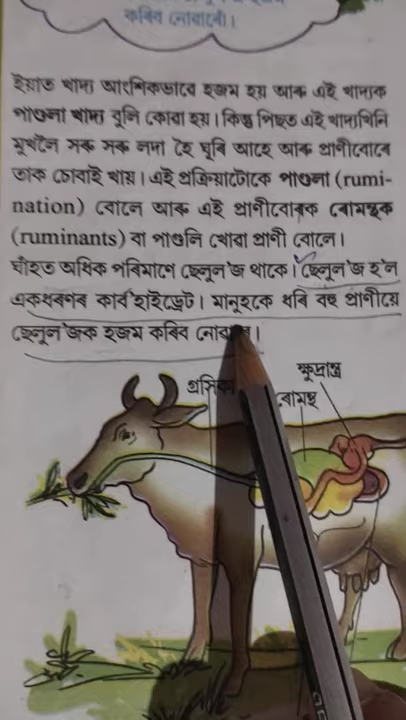 কৰিব নোৱাৰো।
ইয়াত খাদ্য আংশিকভাবে হজম হয় আৰু এই খাদ্যক
পাগুলা খাদ্য বুলি কোৱা হয়। কিন্তু পিছত এই খাদ্যখিনি
মুখলৈ সৰু সৰু লদা হৈ ঘূৰি আহে আৰু প্ৰাণীবোৰে
তাক চোবাই খায়। এই প্ৰক্ৰিয়াটোকে পাগুলা (rumi-
nation) বোলে আৰু এই প্ৰাণীবোৰক ৰোমন্থক
(ruminants) বা পাগুলি খোৱা প্ৰাণী বোলে।
ঘাঁহত অধিক পৰিমাণে ছেলুল'জ থাকে। ছেলুল'জ হ'ল
একধৰণৰ কাৰ্ব'হাইড্ৰেট। মানুহকে ধৰি বহু প্ৰাণীয়ে
ছেলুল'জক হজম কৰিব নোৱাৰে।
ক্ষুদ্ৰান্ত্ৰ
গ্ৰসিকা
ৰোমন্থ